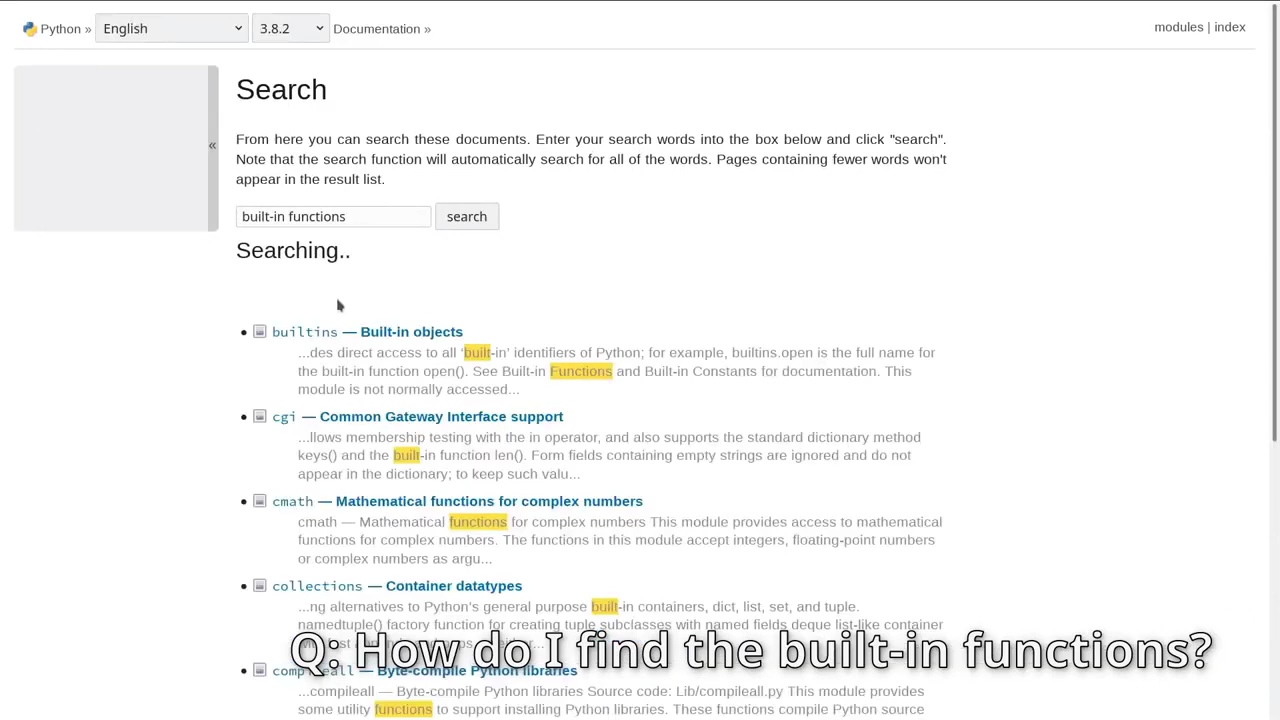 Python » English 3.8.2 Documentation » modules | index
Search
«
From here you can search these documents. Enter your search words into the box below and click "search".
Note that the search function will automatically search for all of the words. Pages containing fewer words won't
appear in the result list.
built-in functions search
Searching..
builtins — Built-in objects
...des direct access to all ‘built-in’ identifiers of Python; for example, builtins.open is the full name for
the built-in function open(). See Built-in Functions and Built-in Constants for documentation. This
module is not normally accessed...
cgi — Common Gateway Interface support
...llows membership testing with the in operator, and also supports the standard dictionary method
keys() and the built-in function len(). Form fields containing empty strings are ignored and do not
appear in the dictionary; to keep such valu...
cmath — Mathematical functions for complex numbers
cmath — Mathematical functions for complex numbers This module provides access to mathematical
functions for complex numbers. The functions in this module accept integers, floating-point numbers
or complex numbers as argu...
collections — Container datatypes
...ng alternatives to Python’s general purpose built-in containers, dict, list, set, and tuple.
namedtuple() factory function for creating tuple subclasses with named fields deque list-like container
Q: How do I find the built-in functions?
compileall — Byte-compile Python libraries
...compileall — Byte-compile Python libraries Source code: Lib/compileall.py This module provides
some utility functions to support installing Python libraries. These functions compile Python source